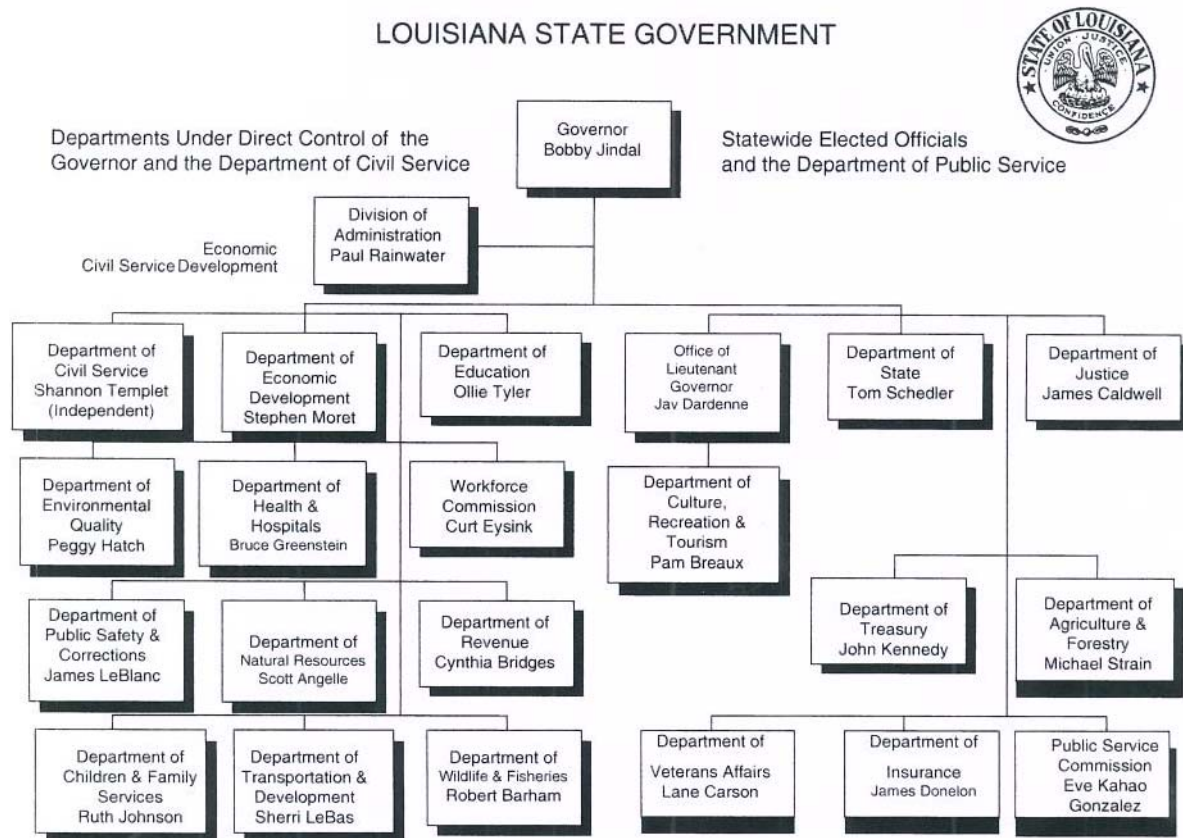 LOUISIANA STATE GOVERNMENT
STATE OF LOUISIANA
UNION · JUSTICE
CONFIDENCE
Departments Under Direct Control of the
Governor and the Department of Civil Service
Governor
Bobby Jindal
Statewide Elected Officials
and the Department of Public Service
Division of
Administration
Paul Rainwater
Economic
Civil Service Development
Department of
Civil Service
Shannon Templet
(Independent)
Department of
Economic
Development
Stephen Moret
Department of
Education
Ollie Tyler
Office of
Lieutenant
Governor
Jav Dardenne
Department of
State
Tom Schedler
Department of
Justice
James Caldwell
Department of
Environmental
Quality
Peggy Hatch
Department of
Health &
Hospitals
Bruce Greenstein
Workforce
Commission
Curt Eysink
Department of
Culture,
Recreation &
Tourism
Pam Breaux
Department of
Public Safety &
Corrections
James LeBlanc
Department of
Natural Resources
Scott Angelle
Department of
Revenue
Cynthia Bridges
Department of
Treasury
John Kennedy
Department of
Agriculture &
Forestry
Michael Strain
Department of
Children & Family
Services
Ruth Johnson
Department of
Transportation &
Development
Sherri LeBas
Department of
Wildlife & Fisheries
Robert Barham
Department of
Veterans Affairs
Lane Carson
Department of
Insurance
James Donelon
Public Service
Commission
Eve Kahao
Gonzalez